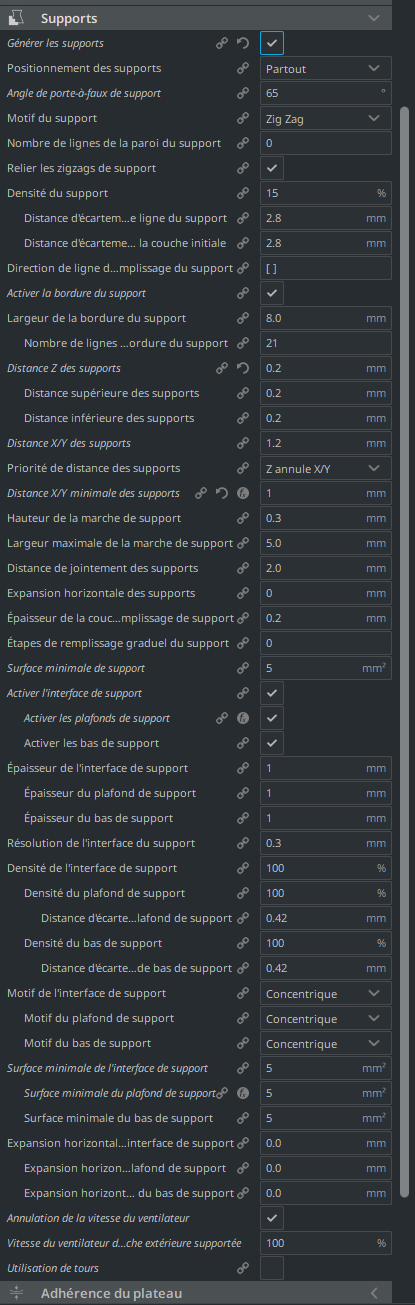 Supports
Générer les supports
Positionnement des supports Partout
Angle de porte-à-faux de support 65 °
Motif du support Zig Zag
Nombre de lignes de la paroi du support 0
Relier les zigzags de support
Densité du support 15 %
Distance d'écartem...e ligne du support 2.8 mm
Distance d'écarteme... la couche initiale 2.8 mm
Direction de ligne d...mplissage du support [ ]
Activer la bordure du support
Largeur de la bordure du support 8.0 mm
Nombre de lignes ...ordure du support 21
Distance Z des supports 0.2 mm
Distance supérieure des supports 0.2 mm
Distance inférieure des supports 0.2 mm
Distance X/Y des supports 1.2 mm
Priorité de distance des supports Z annule X/Y
Distance X/Y minimale des supports 1 mm
Hauteur de la marche de support 0.3 mm
Largeur maximale de la marche de support 5.0 mm
Distance de jointement des supports 2.0 mm
Expansion horizontale des supports 0 mm
Épaisseur de la couc...mplissage de support 0.2 mm
Étapes de remplissage graduel du support 0
Surface minimale de support 5 mm²
Activer l'interface de support
Activer les plafonds de support
Activer les bas de support
Épaisseur de l'interface de support 1 mm
Épaisseur du plafond de support 1 mm
Épaisseur du bas de support 1 mm
Résolution de l'interface du support 0.3 mm
Densité de l'interface de support 100 %
Densité du plafond de support 100 %
Distance d'écarte...lafond de support 0.42 mm
Densité du bas de support 100 %
Distance d'écarte...de bas de support 0.42 mm
Motif de l'interface de support Concentrique
Motif du plafond de support Concentrique
Motif du bas de support Concentrique
Surface minimale de l'interface de support 5 mm²
Surface minimale du plafond de support 5 mm²
Surface minimale du bas de support 5 mm²
Expansion horizontal...interface de support 0.0 mm
Expansion horizon...lafond de support 0.0 mm
Expansion horizont... du bas de support 0.0 mm
Annulation de la vitesse du ventilateur
Vitesse du ventilateur d...che extérieure supportée 100 %
Utilisation de tours
Adhérence du plateau